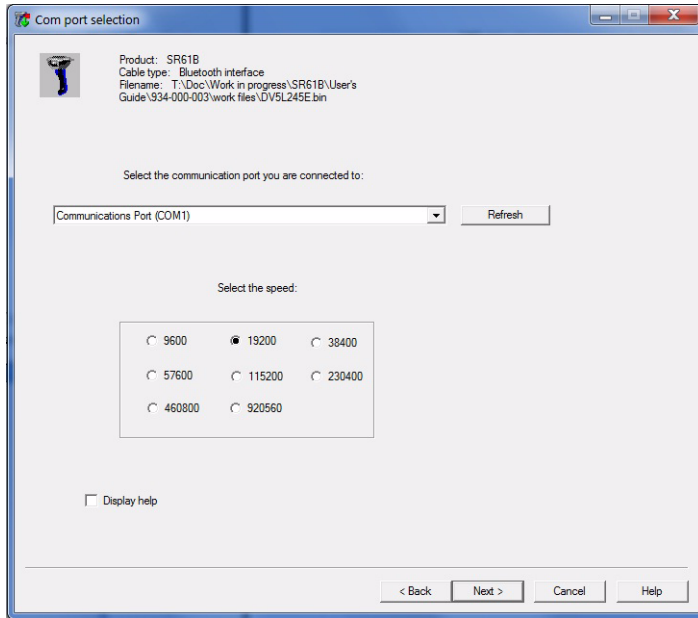 Com port selection
Product: SR61B
Cable type: Bluetooth interface
Filename: T:\Doc\Work in progress\SR61B\User's
Guide\934-000-003\work files\DV5L245E.bin
Select the communication port you are connected to:
Communications Port (COM1)
Refresh
Select the speed:
9600 19200 38400
57600 115200 230400
460800 920560
Display help
< Back Next > Cancel Help